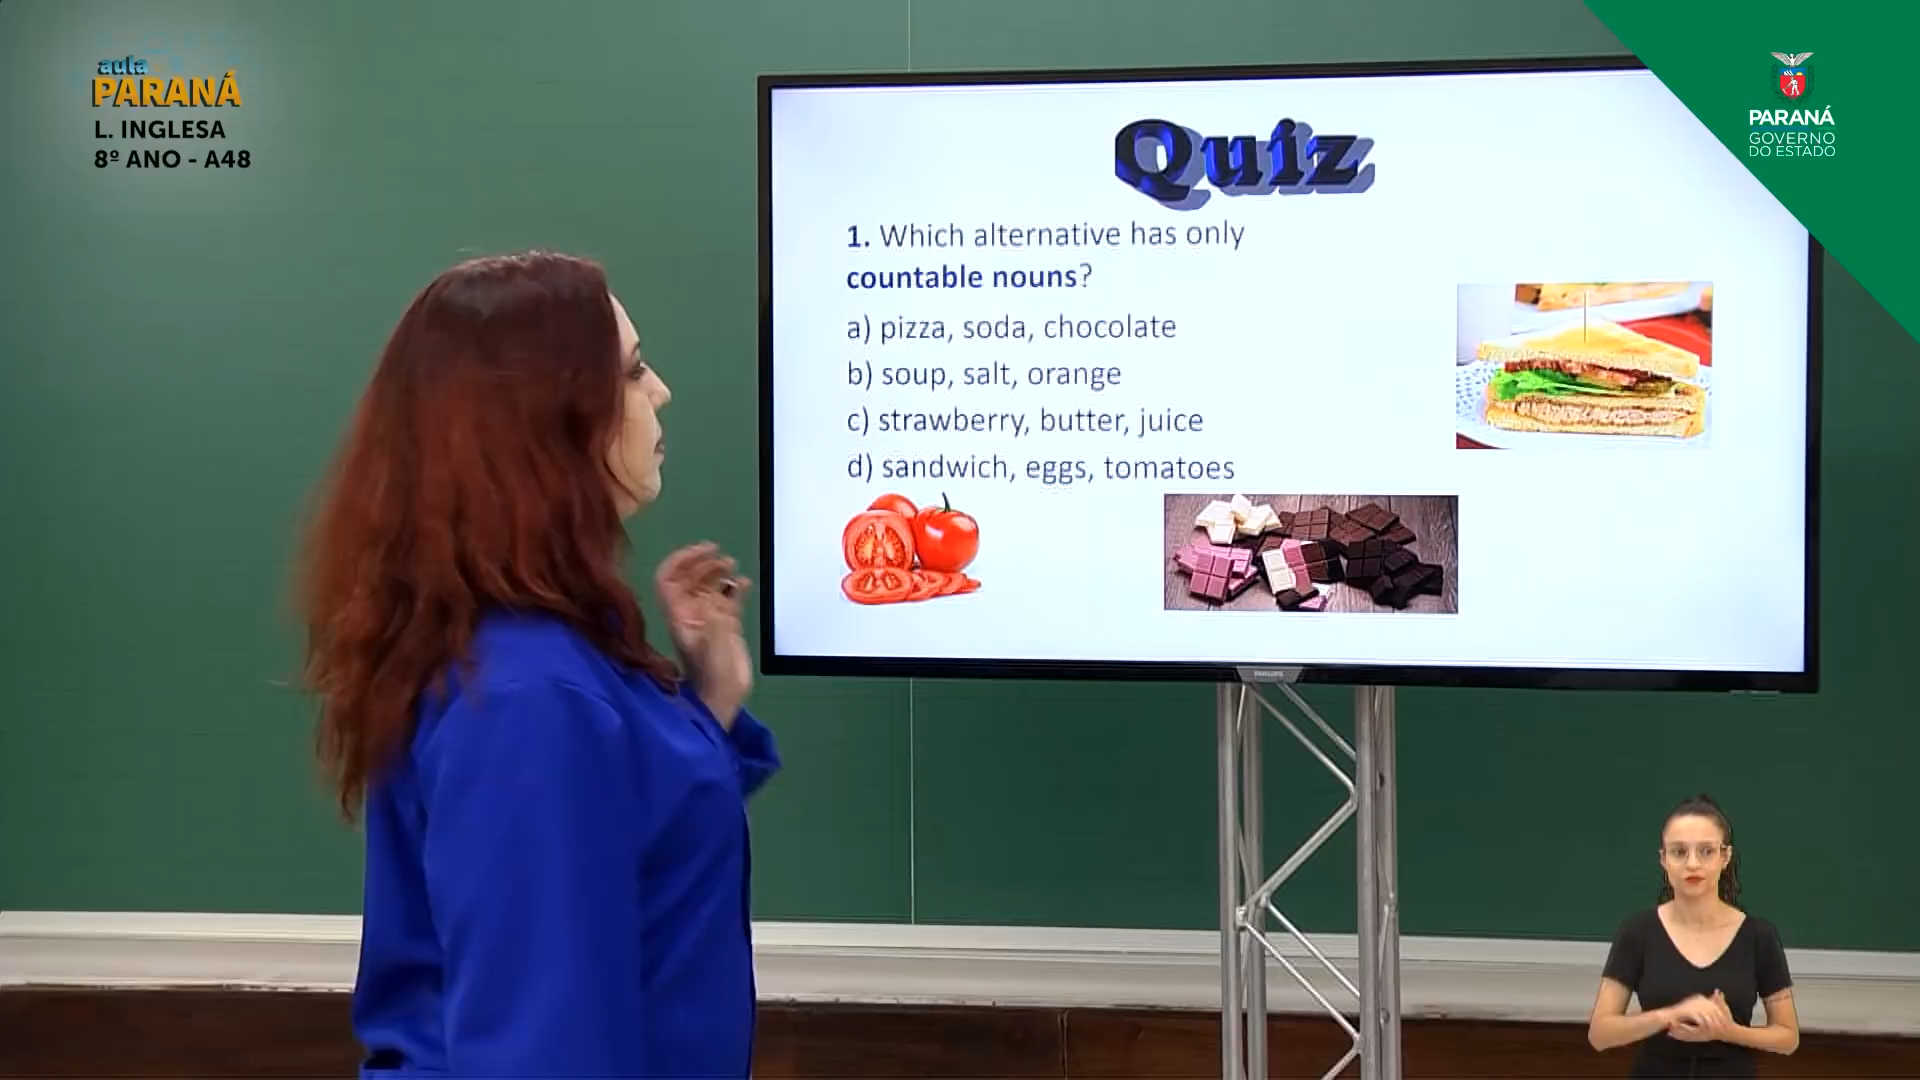 aula
PARANÁ
L. INGLESA
8º ANO - A48
Quiz
1. Which alternative has only
countable nouns?
a) pizza, soda, chocolate
b) soup, salt, orange
c) strawberry, butter, juice
d) sandwich, eggs, tomatoes
PHILIPS
PARANÁ
GOVERNO
DO ESTADO